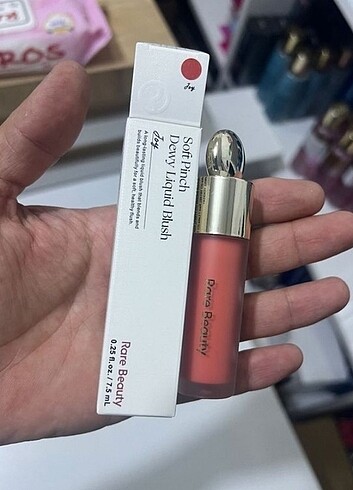 Joy
Soft Pinch
Dewy Liquid Blush
Joy
A long-lasting liquid blush that blends and
builds beautifully for a soft, healthy flush.
Rare Beauty
0.25 fl.oz. / 7.5 mL
Rare Beauty
ROS